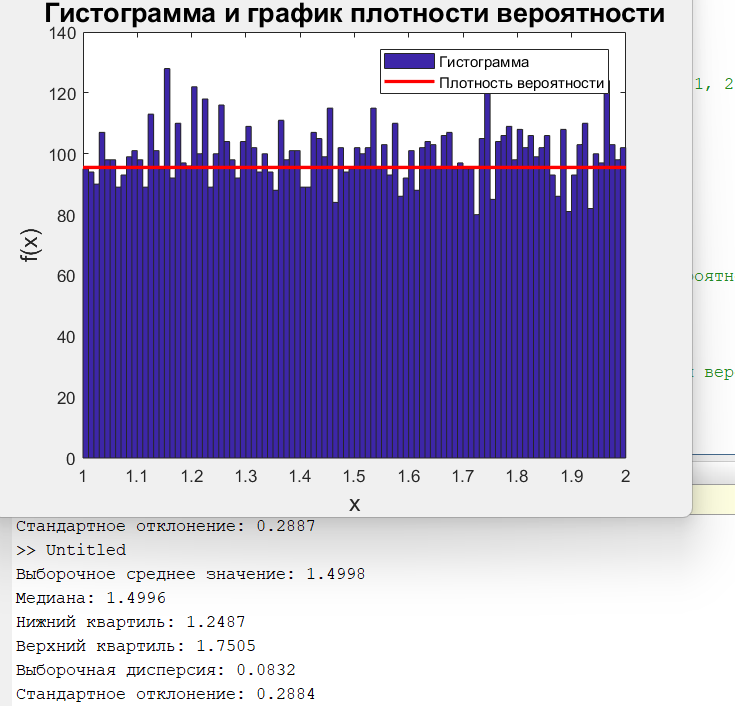 Гистограмма и график плотности вероятности
140
120
100
80
60
40
20
0
f(x)
Гистограмма
Плотность вероятности
1 1.1 1.2 1.3 1.4 1.5 1.6 1.7 1.8 1.9 2
x
1, 2
оятн
вер
Стандартное отклонение: 0.2887
>> Untitled
Выборочное среднее значение: 1.4998
Медиана: 1.4996
Нижний квартиль: 1.2487
Верхний квартиль: 1.7505
Выборочная дисперсия: 0.0832
Стандартное отклонение: 0.2884